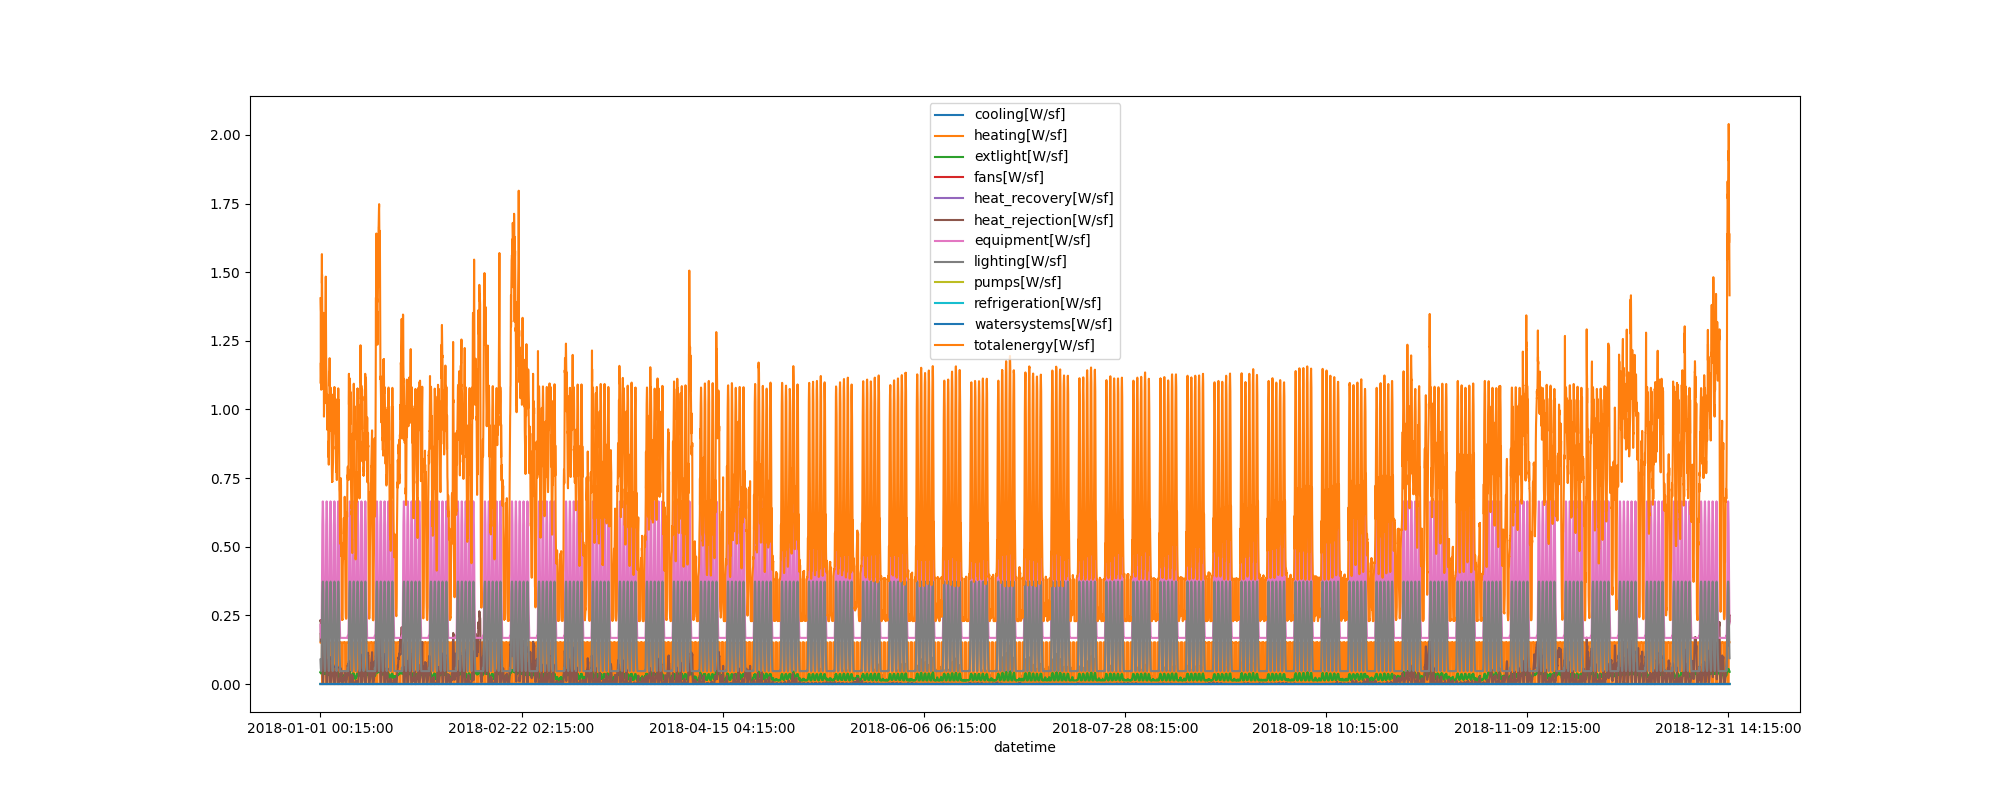 2.00
1.75
1.50
1.25
1.00
0.75
0.50
0.25
0.00
cooling[W/sf]
heating[W/sf]
extlight[W/sf]
fans[W/sf]
heat_recovery[W/sf]
heat_rejection[W/sf]
equipment[W/sf]
lighting[W/sf]
pumps[W/sf]
refrigeration[W/sf]
watersystems[W/sf]
totalenergy[W/sf]
2018-01-01 00:15:00 2018-02-22 02:15:00 2018-04-15 04:15:00 2018-06-06 06:15:00 2018-07-28 08:15:00 2018-09-18 10:15:00 2018-11-09 12:15:00 2018-12-31 14:15:00
datetime